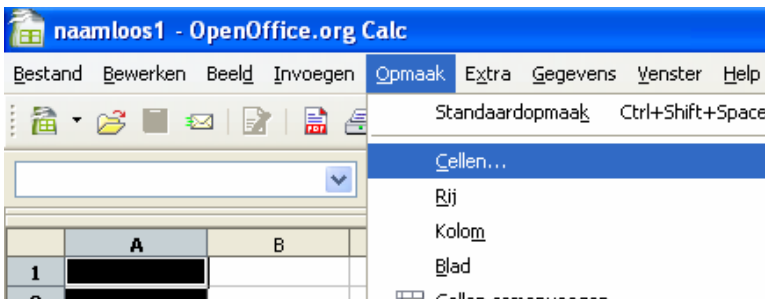 naamloos1 - OpenOffice.org Calc
Bestand Bewerken Beeld Invoegen Opmaak Extra Gegevens Venster Help
Standaardopmaak Ctrl+Shift+Space
PDF
Cellen...
Rij
Kolom
A B
Blad
1